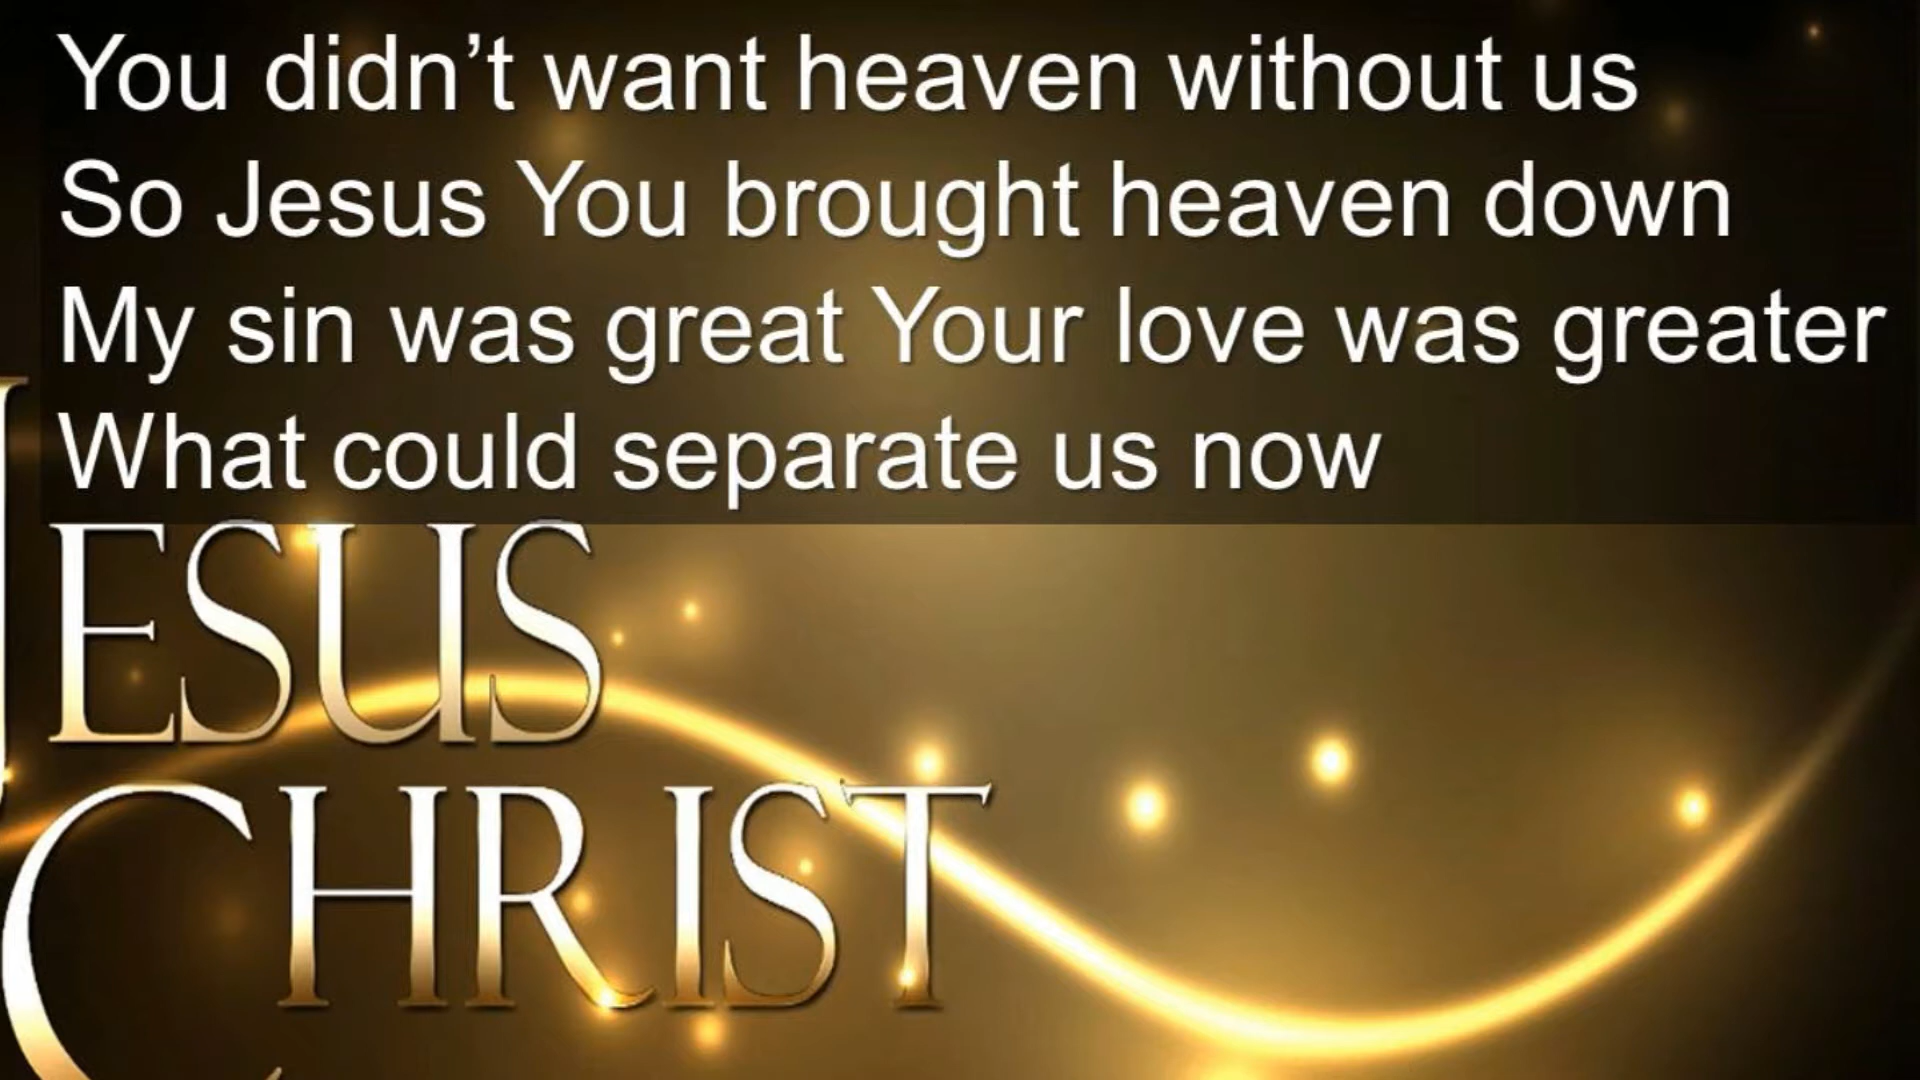 You didn’t want heaven without us
So Jesus You brought heaven down
My sin was great Your love was greater
What could separate us now
JESUS
CHRIST